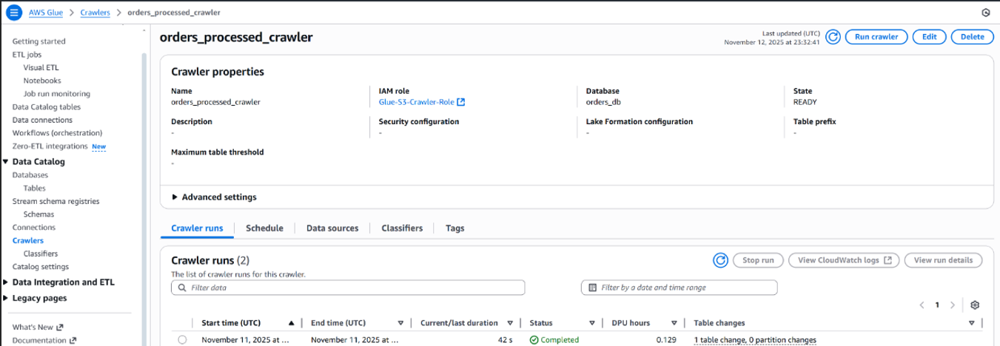 AWS Glue > Crawlers > orders_processed_crawler
Getting started
ETL jobs
Visual ETL
Notebooks
Job run monitoring
Data Catalog tables
Data connections
Workflows (orchestration)
Zero-ETL integrations New
Data Catalog
Databases
Tables
Stream schema registries
Schemas
Connections
Crawlers
Classifiers
Catalog settings
Data Integration and ETL
Legacy pages
What's New
Documentation
orders_processed_crawler
Last updated (UTC)
November 12, 2025 at 23:32:41
Run crawler Edit Delete
Crawler properties
Name IAM role Database State
orders_processed_crawler Glue-S3-Crawler-Role orders_db READY
Description Security configuration Lake Formation configuration Table prefix
- - - -
Maximum table threshold
-
Advanced settings
Crawler runs Schedule Data sources Classifiers Tags
Crawler runs (2) Stop run View CloudWatch logs View run details
The list of crawler runs for this crawler.
Filter data Filter by a date and time range
< 1 >
Start time (UTC) End time (UTC) Current/last duration Status DPU hours Table changes
November 11, 2025 at ... November 11, 2025 at ... 42 s Completed 0.129 1 table change, 0 partition changes